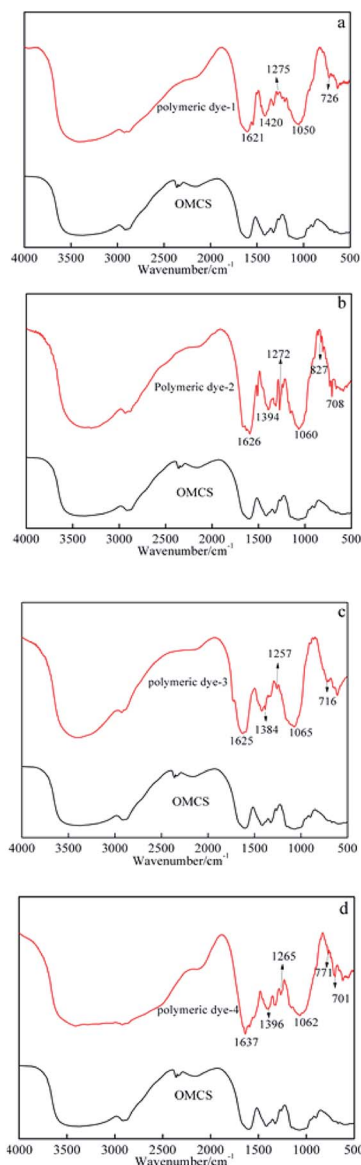 a
1275
polymeric dye-1
1420
1621
1050
726
OMCS
4000 3500 3000 2500 2000 1500 1000 500
Wavenumber/cm-1
b
1272
827
Polymeric dye-2
1394
708
1626
1060
OMCS
4000 3500 3000 2500 2000 1500 1000 500
Wavenumber/cm-1
c
1257
polymeric dye-3
716
1384
1625
1065
OMCS
4000 3500 3000 2500 2000 1500 1000 500
Wavenumber/cm-1
d
1265
771
polymeric dye-4
701
1396
1062
1637
OMCS
4000 3500 3000 2500 2000 1500 1000 500
Wavenumber/cm-1